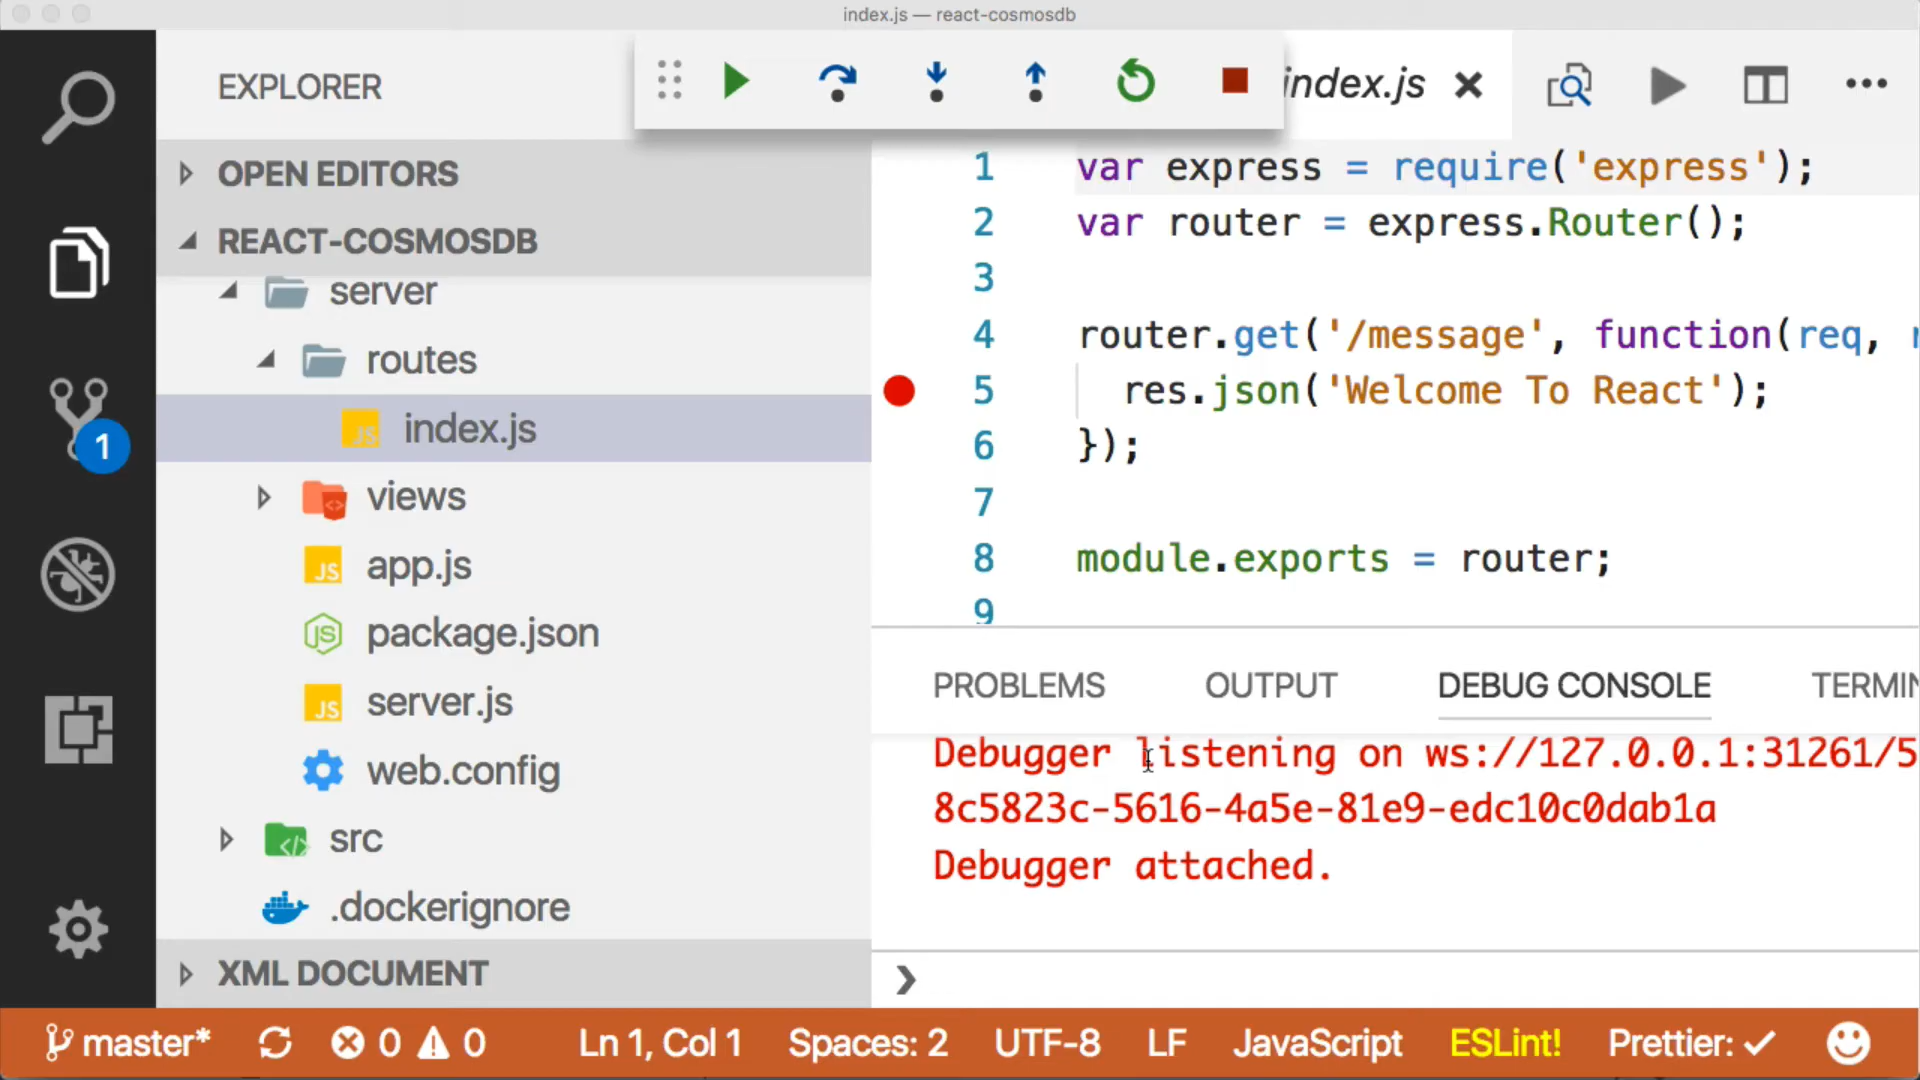 index.js — react-cosmosdb
EXPLORER
index.js
OPEN EDITORS
REACT-COSMOSDB
server
routes
JS index.js
views
JS app.js
JS package.json
JS server.js
web.config
src
.dockerignore
XML DOCUMENT
1
1 var express = require('express');
2 var router = express.Router();
3
4 router.get('/message', function(req,
5 res.json('Welcome To React');
6 });
7
8 module.exports = router;
9
PROBLEMS OUTPUT DEBUG CONSOLE TERMIN
Debugger listening on ws://127.0.0.1:31261/5
8c5823c-5616-4a5e-81e9-edc10c0dab1a
Debugger attached.
master* 0 0 Ln 1, Col 1 Spaces: 2 UTF-8 LF JavaScript ESLint! Prettier: ✓